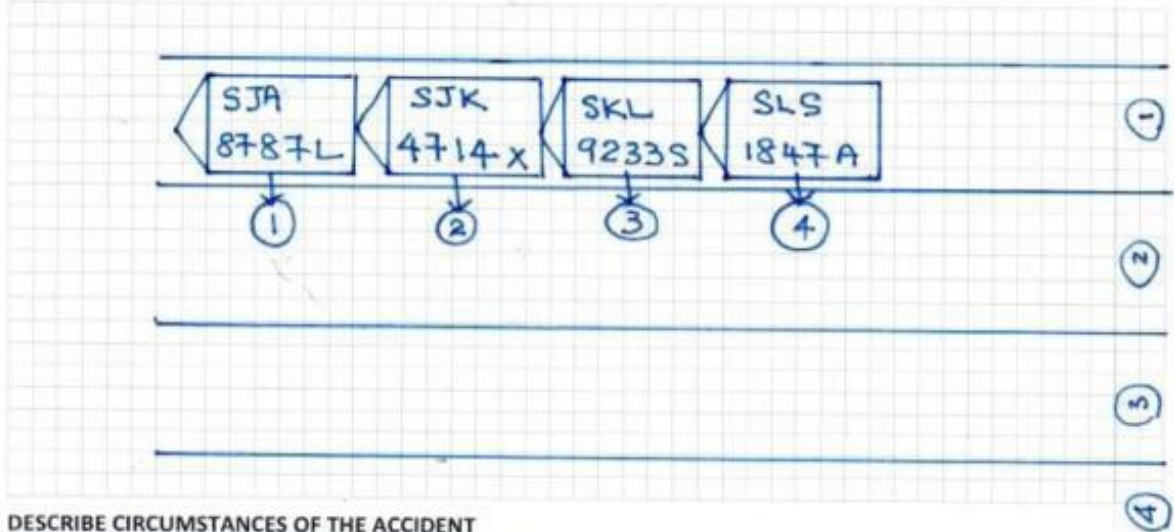 SJA
8787L
SJK
4714X
SKL
9233S
SLS
1847A
1
2
3
4
1
2
3
4
DESCRIBE CIRCUMSTANCES OF THE ACCIDENT